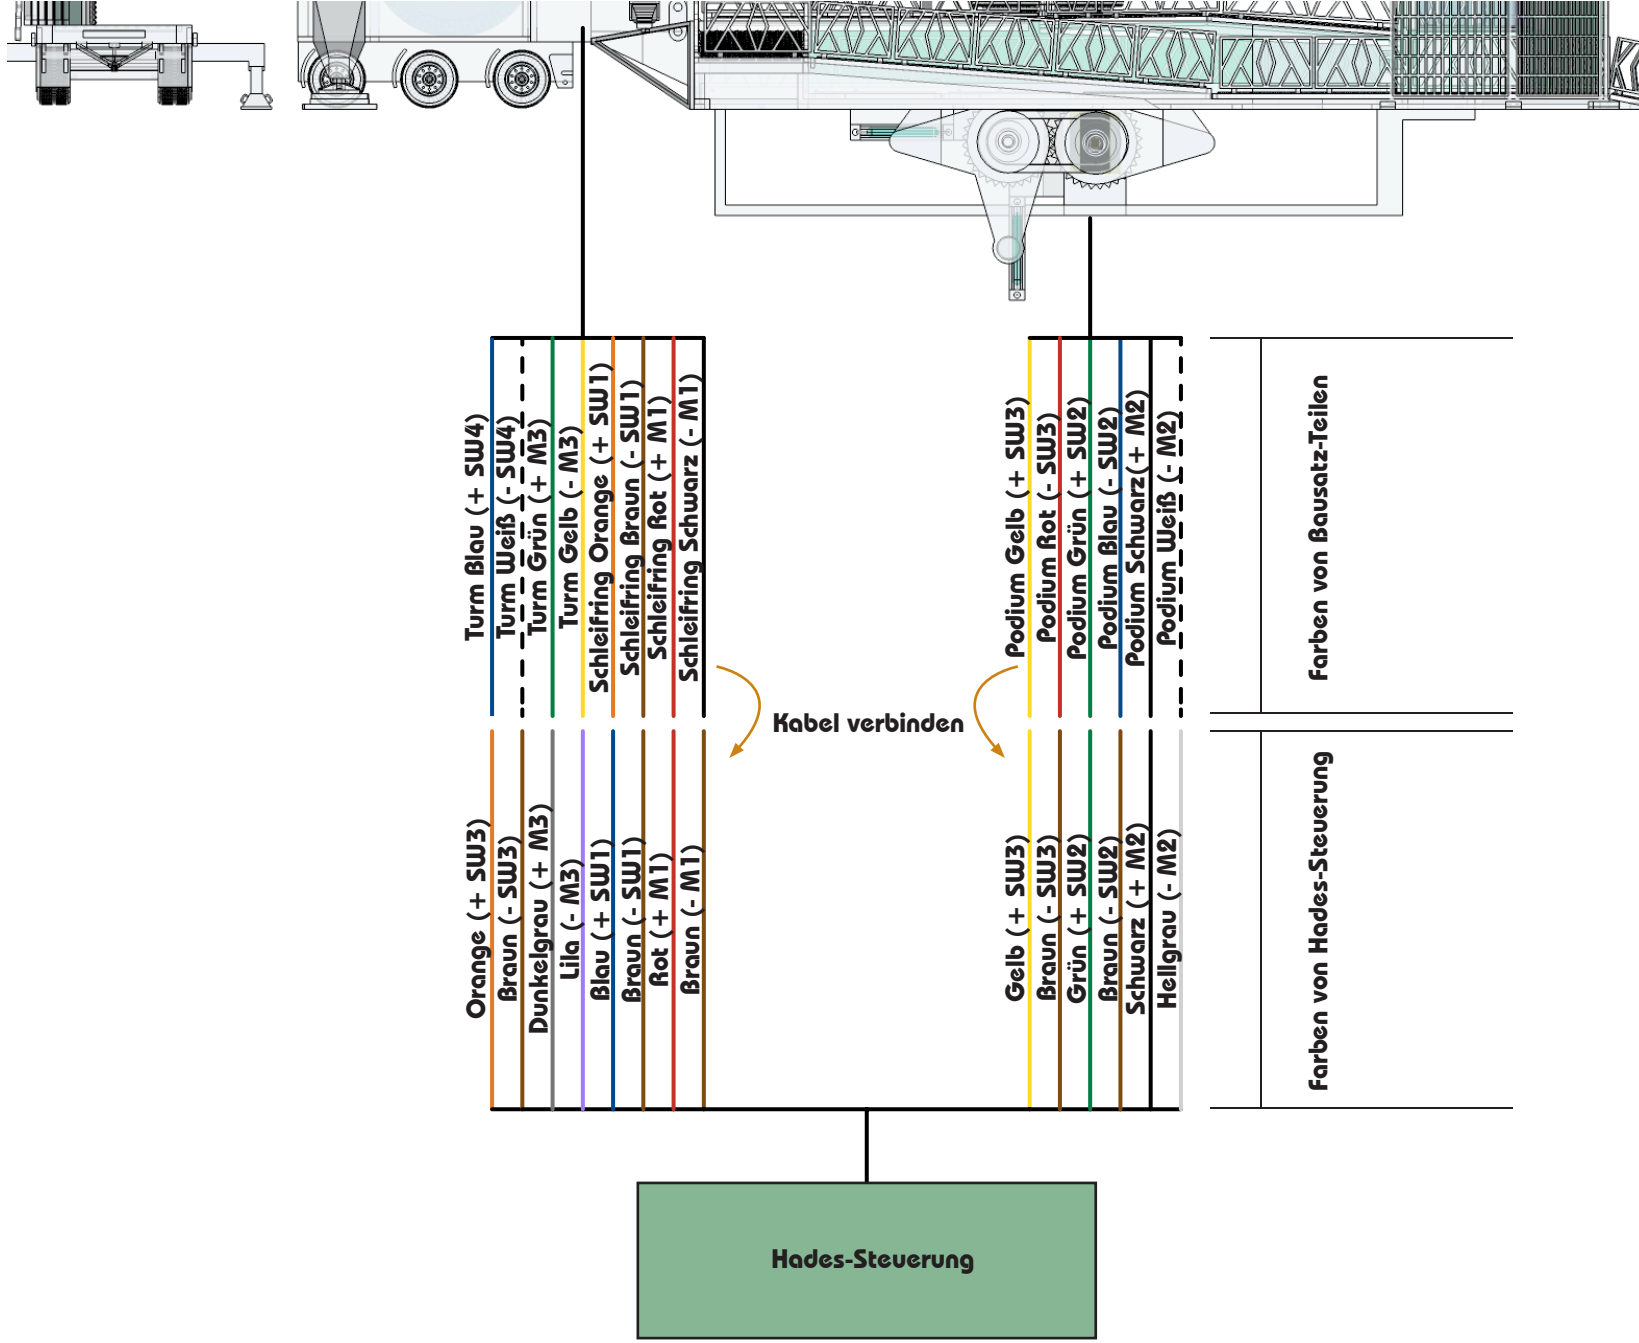 Turm Blau (+ SW4)
Turm Weiß (- SW4)
Turm Grün (+ M3)
Turm Gelb (- M3)
Schleifring Orange (+ SW1)
Schleifring Braun (- SW1)
Schleifring Rot (+ M1)
Schleifring Schwarz (- M1)
Podium Gelb (+ SW3)
Podium Rot (- SW3)
Podium Grün (+ SW2)
Podium Blau (- SW2)
Podium Schwarz(+ M2)
Podium Weiß (- M2)
Farben von Bausatz-Teilen
Kabel verbinden
Orange (+ SW3)
Braun (- SW3)
Dunkelgrau (+ M3)
Lila (- M3)
Blau (+ SW1)
Braun (- SW1)
Rot (+ M1)
Braun (- M1)
Gelb (+ SW3)
Braun (- SW3)
Grün (+ SW2)
Braun (- SW2)
Schwarz (+ M2)
Hellgrau (- M2)
Farben von Hades-Steuerung
Hades-Steuerung